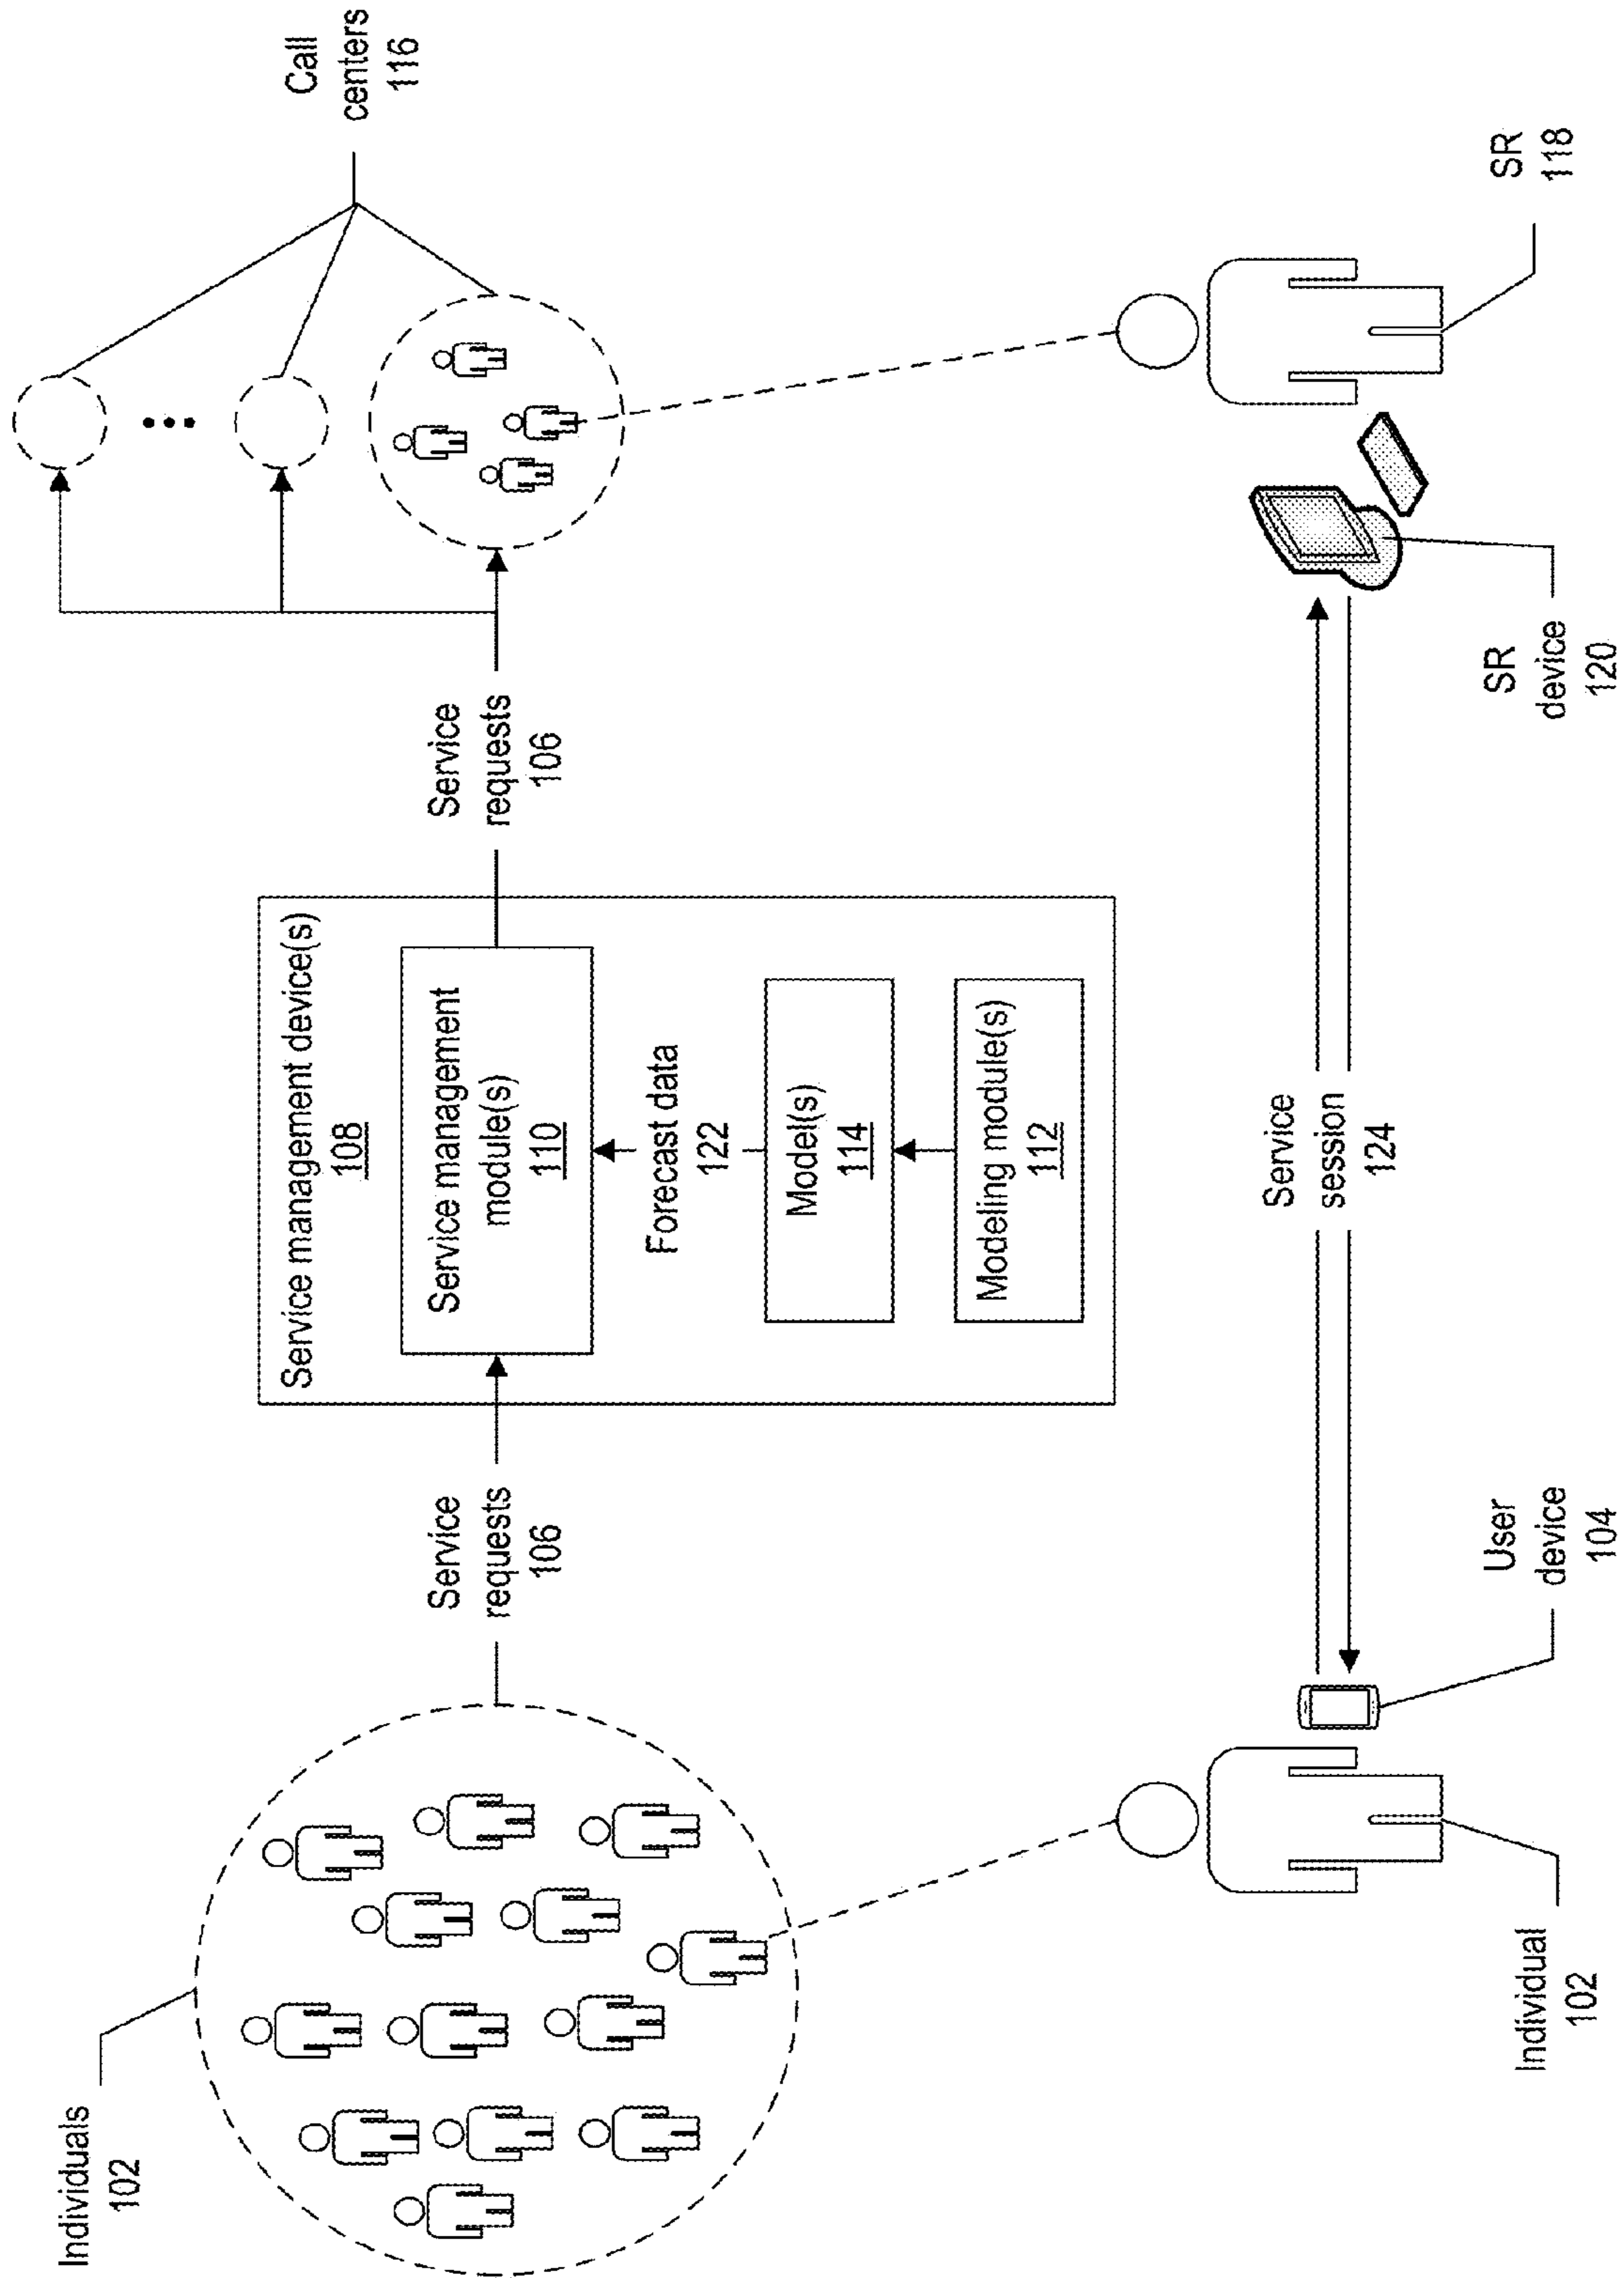 Individuals
102
Service
requests
106
Service management device(s)
108
Service management
module(s)
110
Forecast data
122
Model(s)
114
Modeling module(s)
112
Service
requests
106
Call
centers
116
Individual
102
User
device
104
Service
session
124
SR
device
120
SR
118